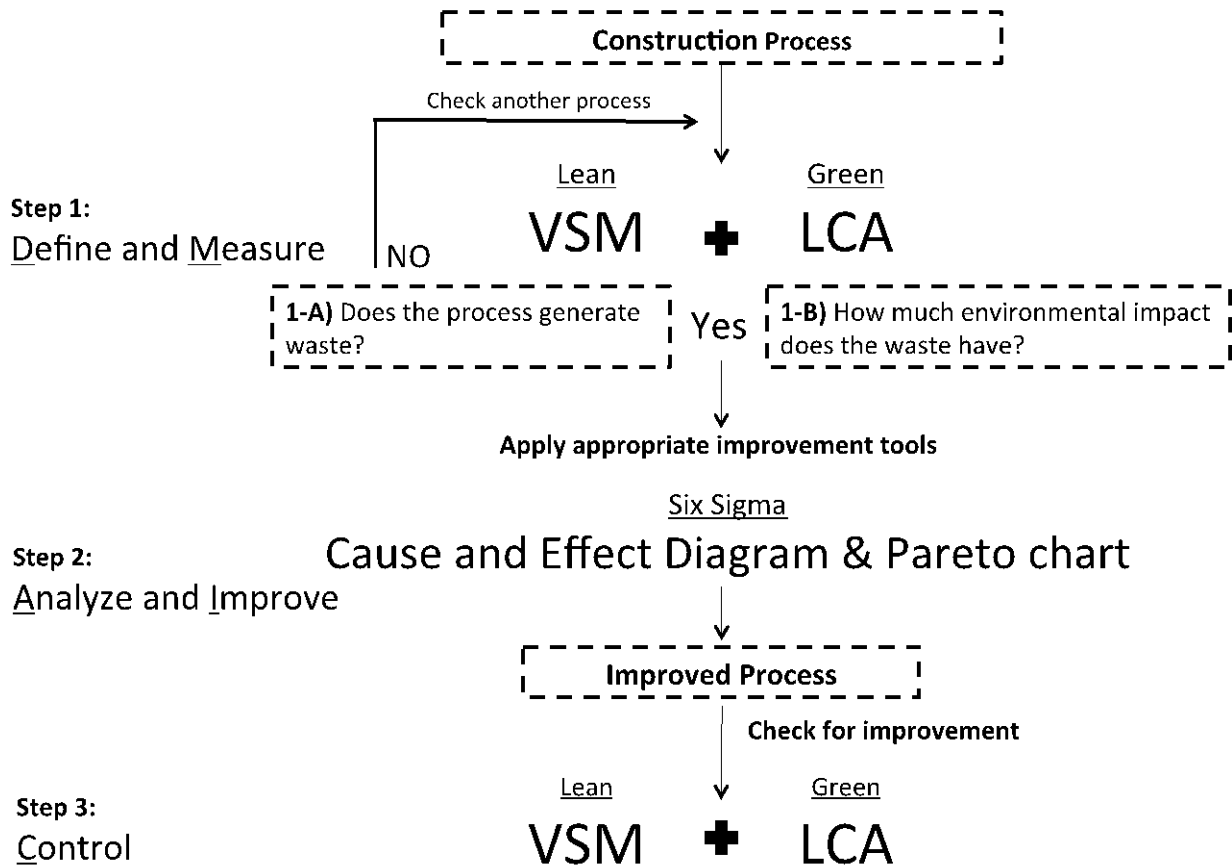 Construction Process
Check another process
Lean
Green
Step 1:
Define and Measure
VSM
LCA
NO
1-A) Does the process generate
waste?
Yes
1-B) How much environmental impact
does the waste have?
Apply appropriate improvement tools
Six Sigma
Step 2:
Analyze and Improve
Cause and Effect Diagram & Pareto chart
Improved Process
Check for improvement
Lean
Green
Step 3:
Control
VSM
LCA